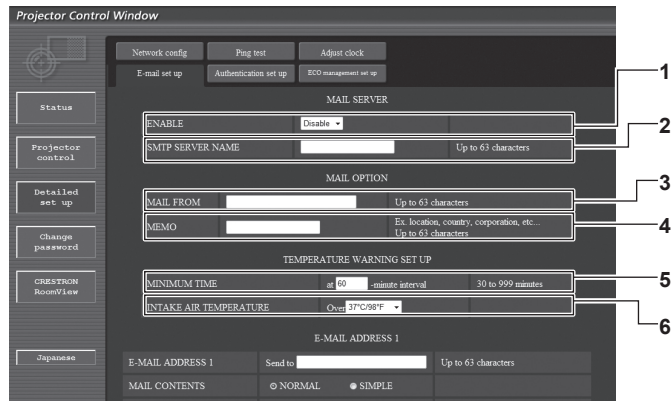 Projector Control Window
Network config
Ping test
Adjust clock
E-mail set up
Authentication set up
ECO management set up
Status
Projector
control
Detailed
set up
Change
password
CRESTRON
RoomView
Japanese
MAIL SERVER
ENABLE Disable
1
SMTP SERVER NAME Up to 63 characters
2
MAIL OPTION
MAIL FROM Up to 63 characters
3
MEMO Ex. location, country, corporation, etc...
Up to 63 characters
4
TEMPERATURE WARNING SET UP
MINIMUM TIME at 60 -minute interval 30 to 999 minutes
5
INTAKE AIR TEMPERATURE Over 37°C/98°F
6
E-MAIL ADDRESS 1
E-MAIL ADDRESS 1 Send to Up to 63 characters
MAIL CONTENTS NORMAL SIMPLE